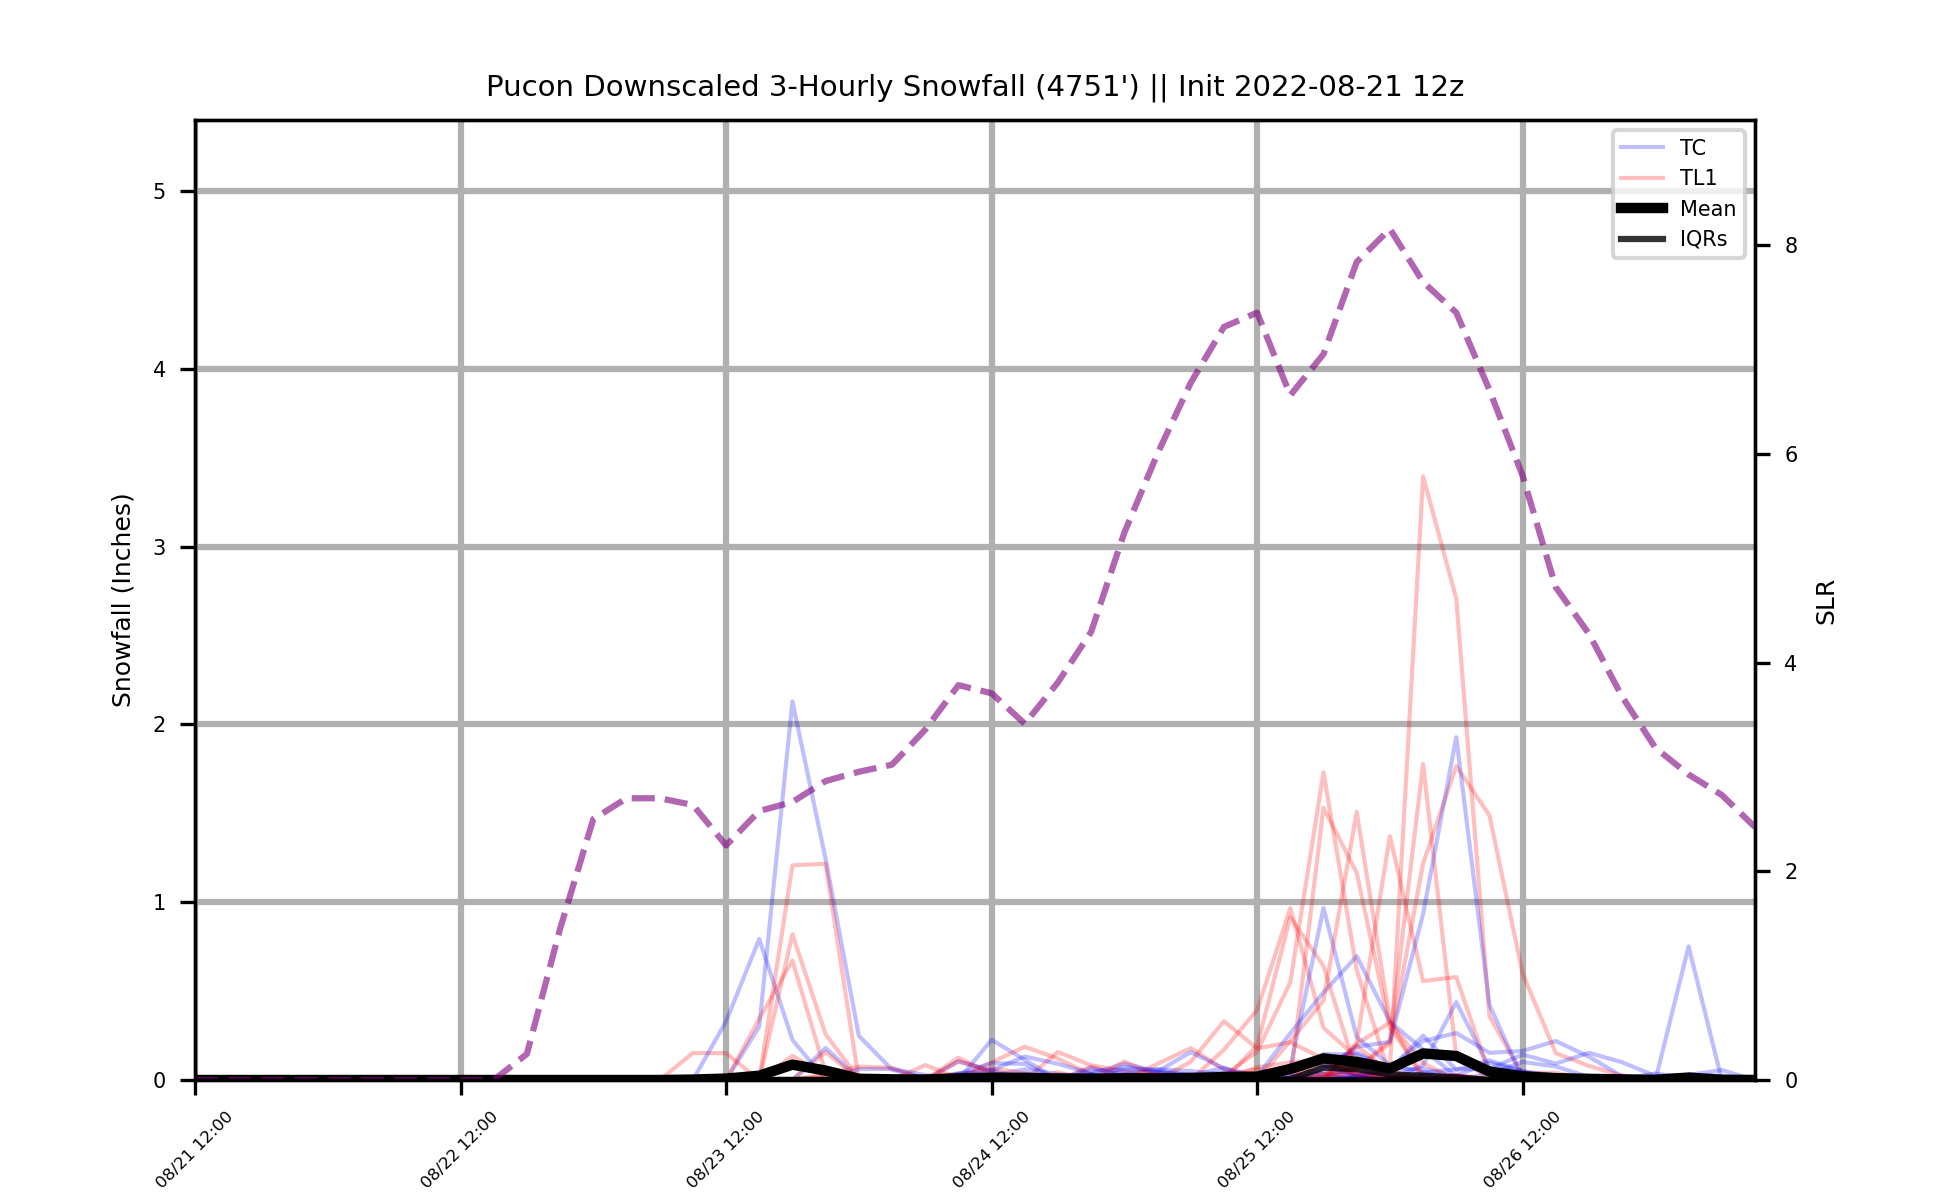 Pucon Downscaled 3-Hourly Snowfall (4751') || Init 2022-08-21 12z
TC
TL1
Mean
IQRs
5
4
3
2
1
0
Snowfall (Inches)
8
6
4
2
0
SLR
08/21 12:00
08/22 12:00
08/23 12:00
08/24 12:00
08/25 12:00
08/26 12:00